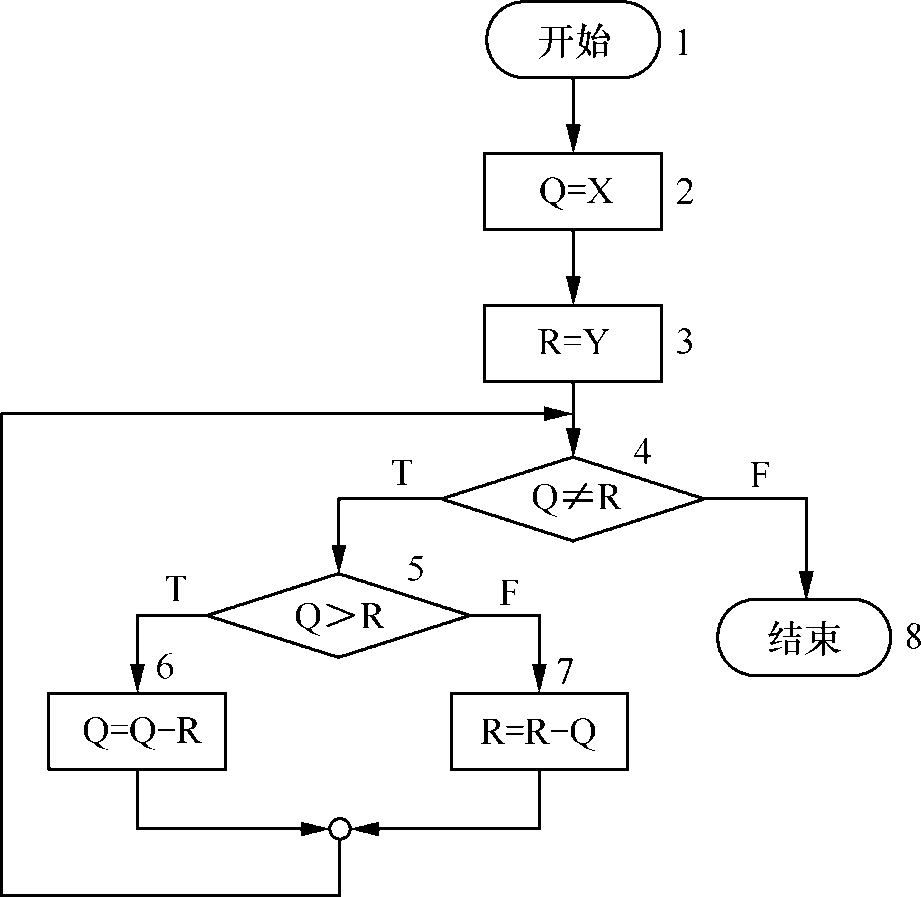 开始 1
Q=X 2
R=Y 3
4
T Q≠R F
5
T Q>R F
结束 8
6 7
Q=Q-R R=R-Q